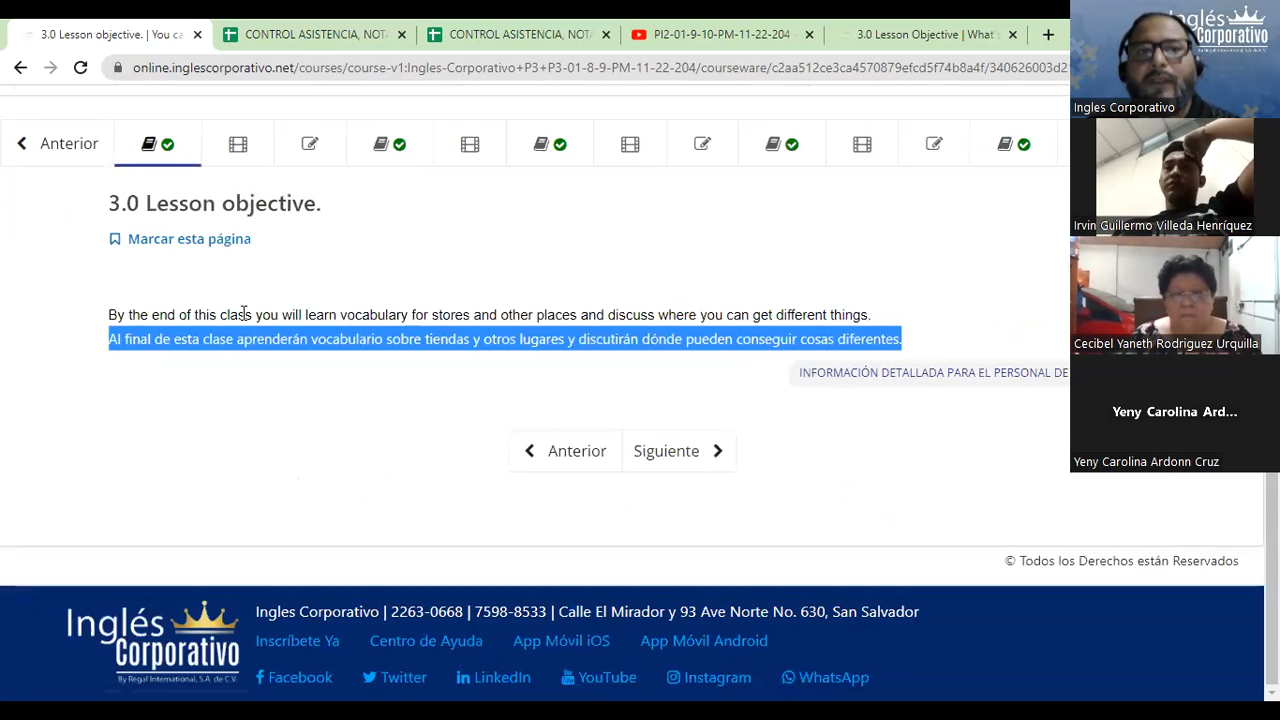 3.0 Lesson objective. | You ca
CONTROL ASISTENCIA, NOTA
CONTROL ASISTENCIA, NOTA
PI2-01-9-10-PM-11-22-204
3.0 Lesson Objective | What's
online.inglescorporativo.net/courses/course-v1:Ingles-Corporativo+P3+P3-01-8-9-PM-11-22-204/courseware/c2aa512ce3ca4570879efcd5f74b8a4f/340626003d2
Anterior
3.0 Lesson objective.
Marcar esta página
By the end of this class you will learn vocabulary for stores and other places and discuss where you can get different things.
Al final de esta clase aprenderán vocabulario sobre tiendas y otros lugares y discutirán dónde pueden conseguir cosas diferentes.
INFORMACIÓN DETALLADA PARA EL PERSONAL DE
Anterior
Siguiente
© Todos los Derechos están Reservados
Inglés
Corporativo
By Regal International, S.A. de C.V.
Ingles Corporativo | 2263-0668 | 7598-8533 | Calle El Mirador y 93 Ave Norte No. 630, San Salvador
Inscríbete Ya
Centro de Ayuda
App Móvil iOS
App Móvil Android
Facebook
Twitter
LinkedIn
YouTube
Instagram
WhatsApp
Inglés
Corporativo
Ingles Corporativo
Irvin Guillermo Villeda Henríquez
Cecibel Yaneth Rodriguez Urquilla
Yeny Carolina Ard...
Yeny Carolina Ardonn Cruz